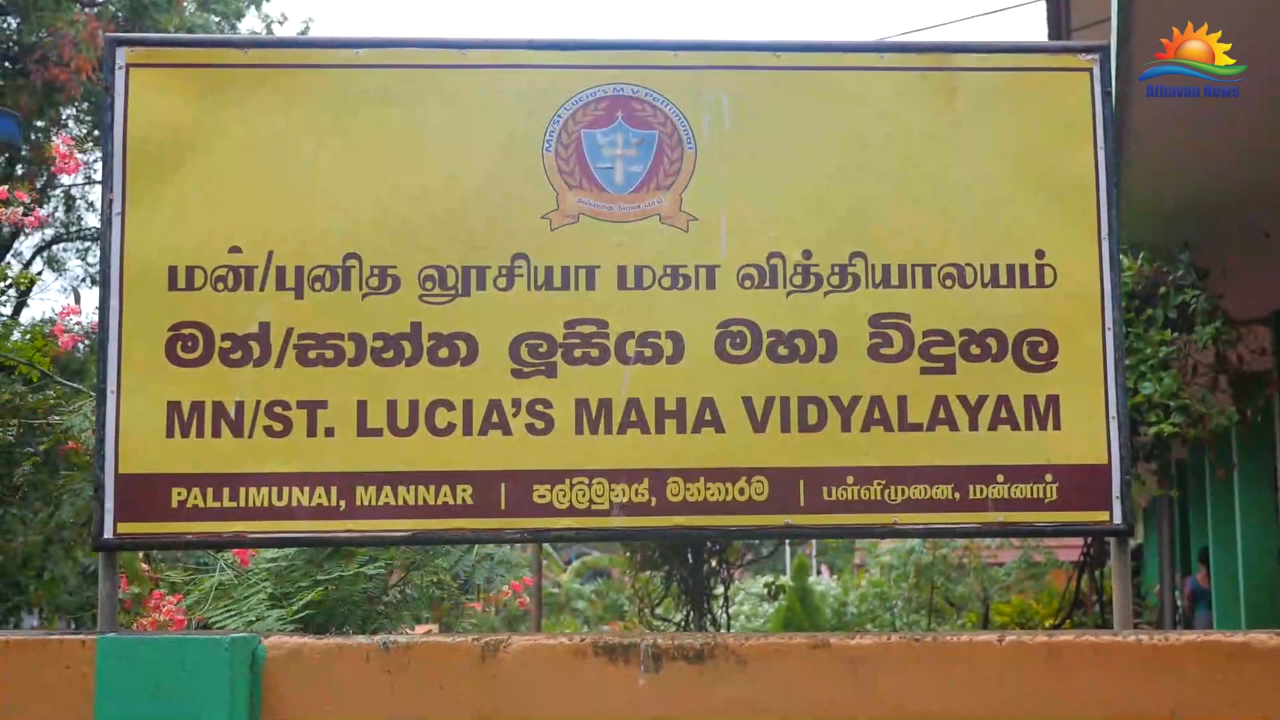 Athavan News
Mn/St. Lucia's M V Pallimunai
மன்/புனித லூசியா மகா வித்தியாலயம்
මන්/සාන්ත ලූසියා මහා විදුහල
MN/ST. LUCIA'S MAHA VIDYALAYAM
PALLIMUNAI, MANNAR | පල්ලිමුනය්, මන්නාරම | பள்ளிமுனை, மன்னார்